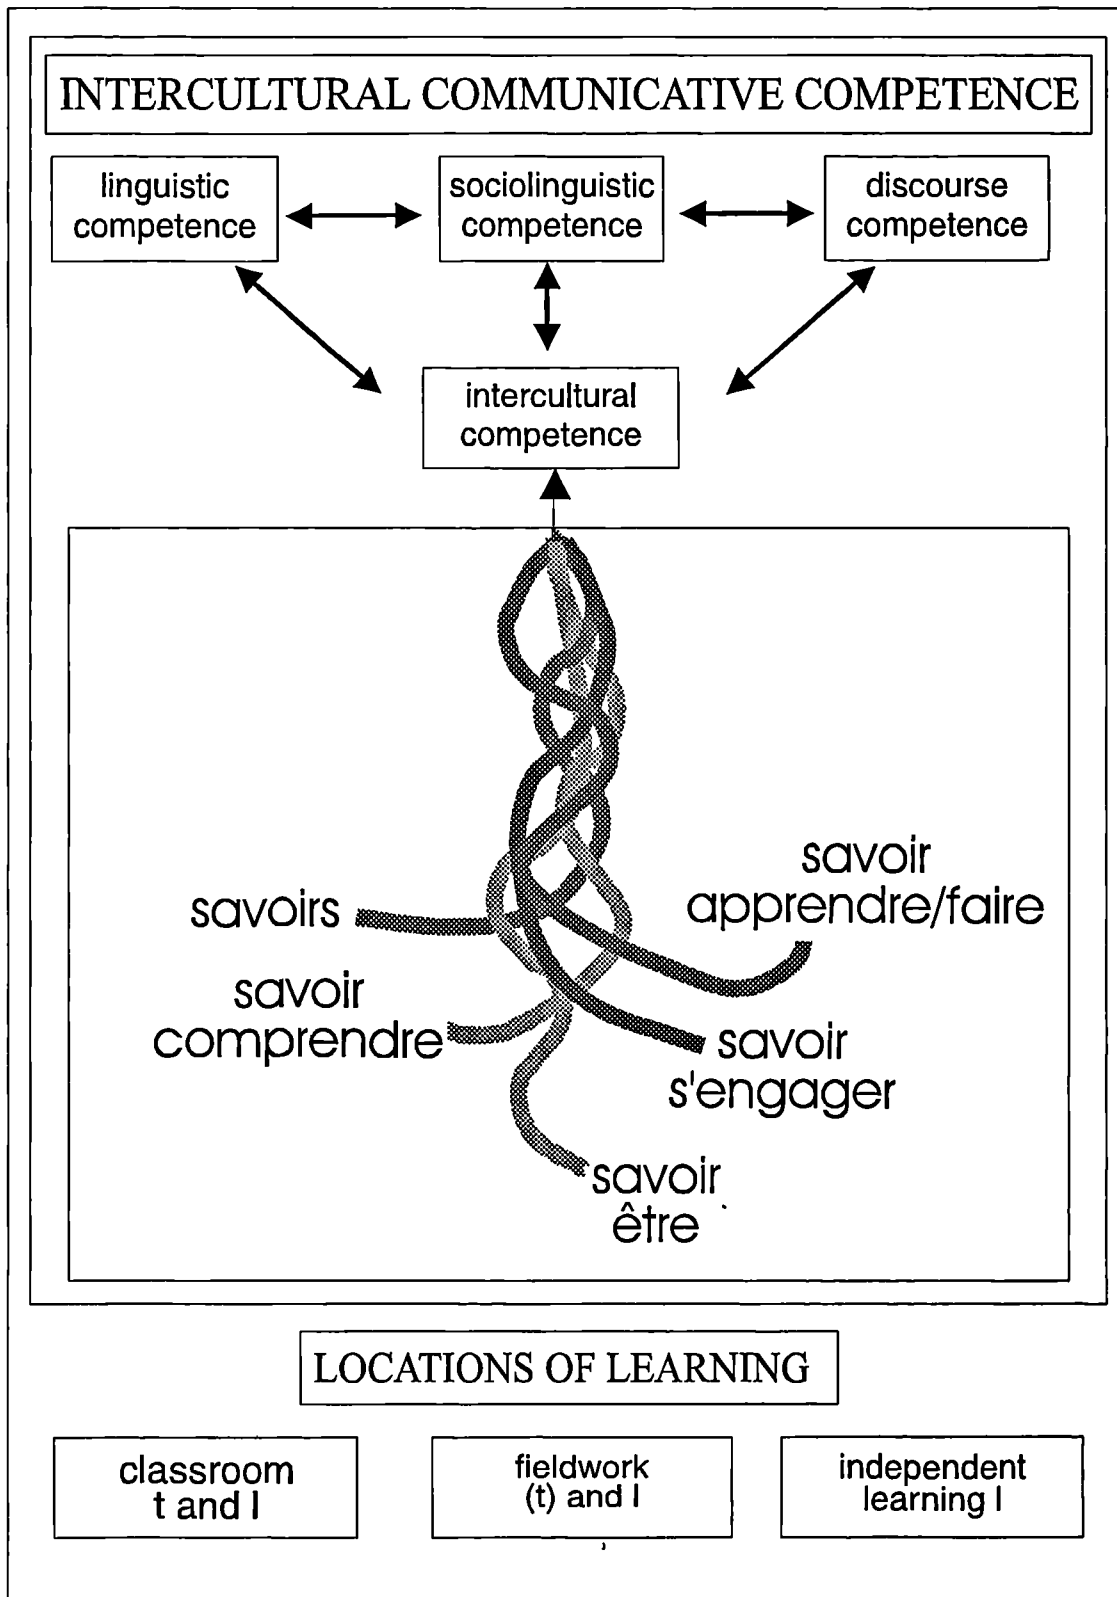 INTERCULTURAL COMMUNICATIVE COMPETENCE
linguistic
competence
sociolinguistic
competence
discourse
competence
intercultural
competence
savoirs
savoir
apprendre/faire
savoir
comprendre
savoir
s'engager
savoir
être
LOCATIONS OF LEARNING
classroom
t and l
fieldwork
(t) and l
independent
learning l